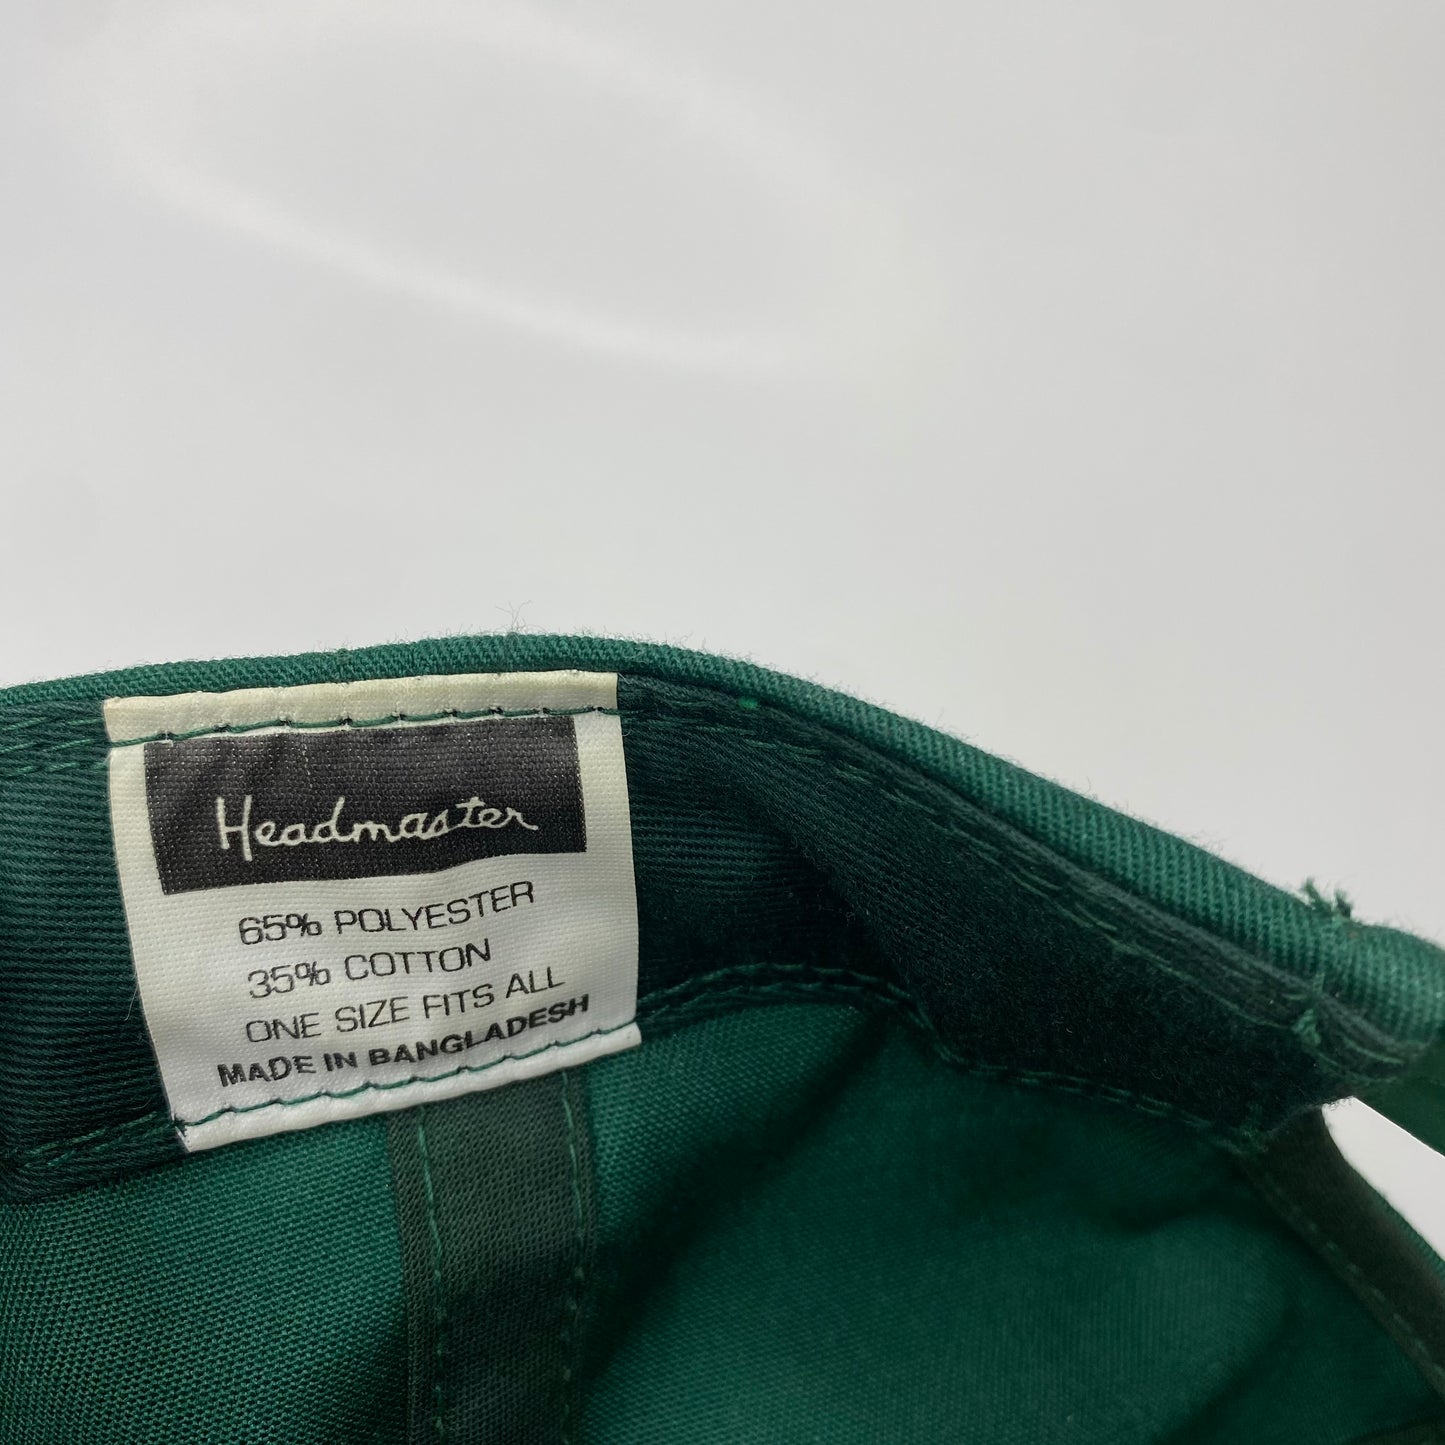 Headmaster
65% POLYESTER
35% COTTON
ONE SIZE FITS ALL
MADE IN BANGLADESH